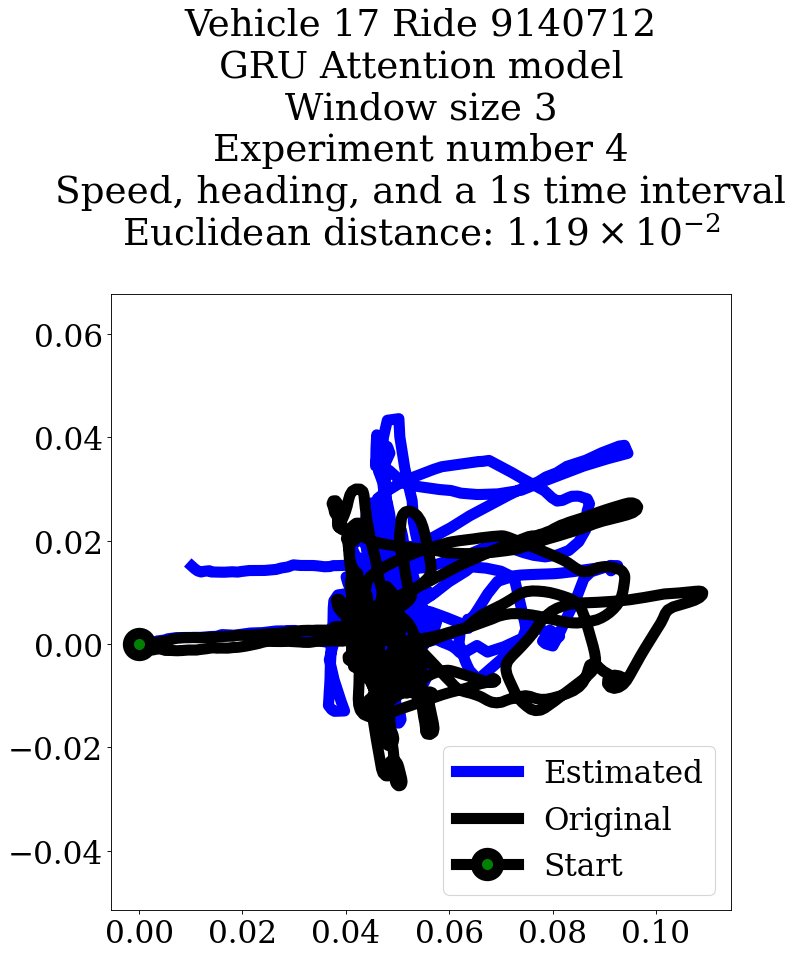 Vehicle 17 Ride 9140712
GRU Attention model
Window size 3
Experiment number 4
Speed, heading, and a 1s time interval
Euclidean distance: 1.19 × 10⁻²
0.06
0.04
0.02
0.00
−0.02
−0.04
Estimated
Original
Start
0.00 0.02 0.04 0.06 0.08 0.10